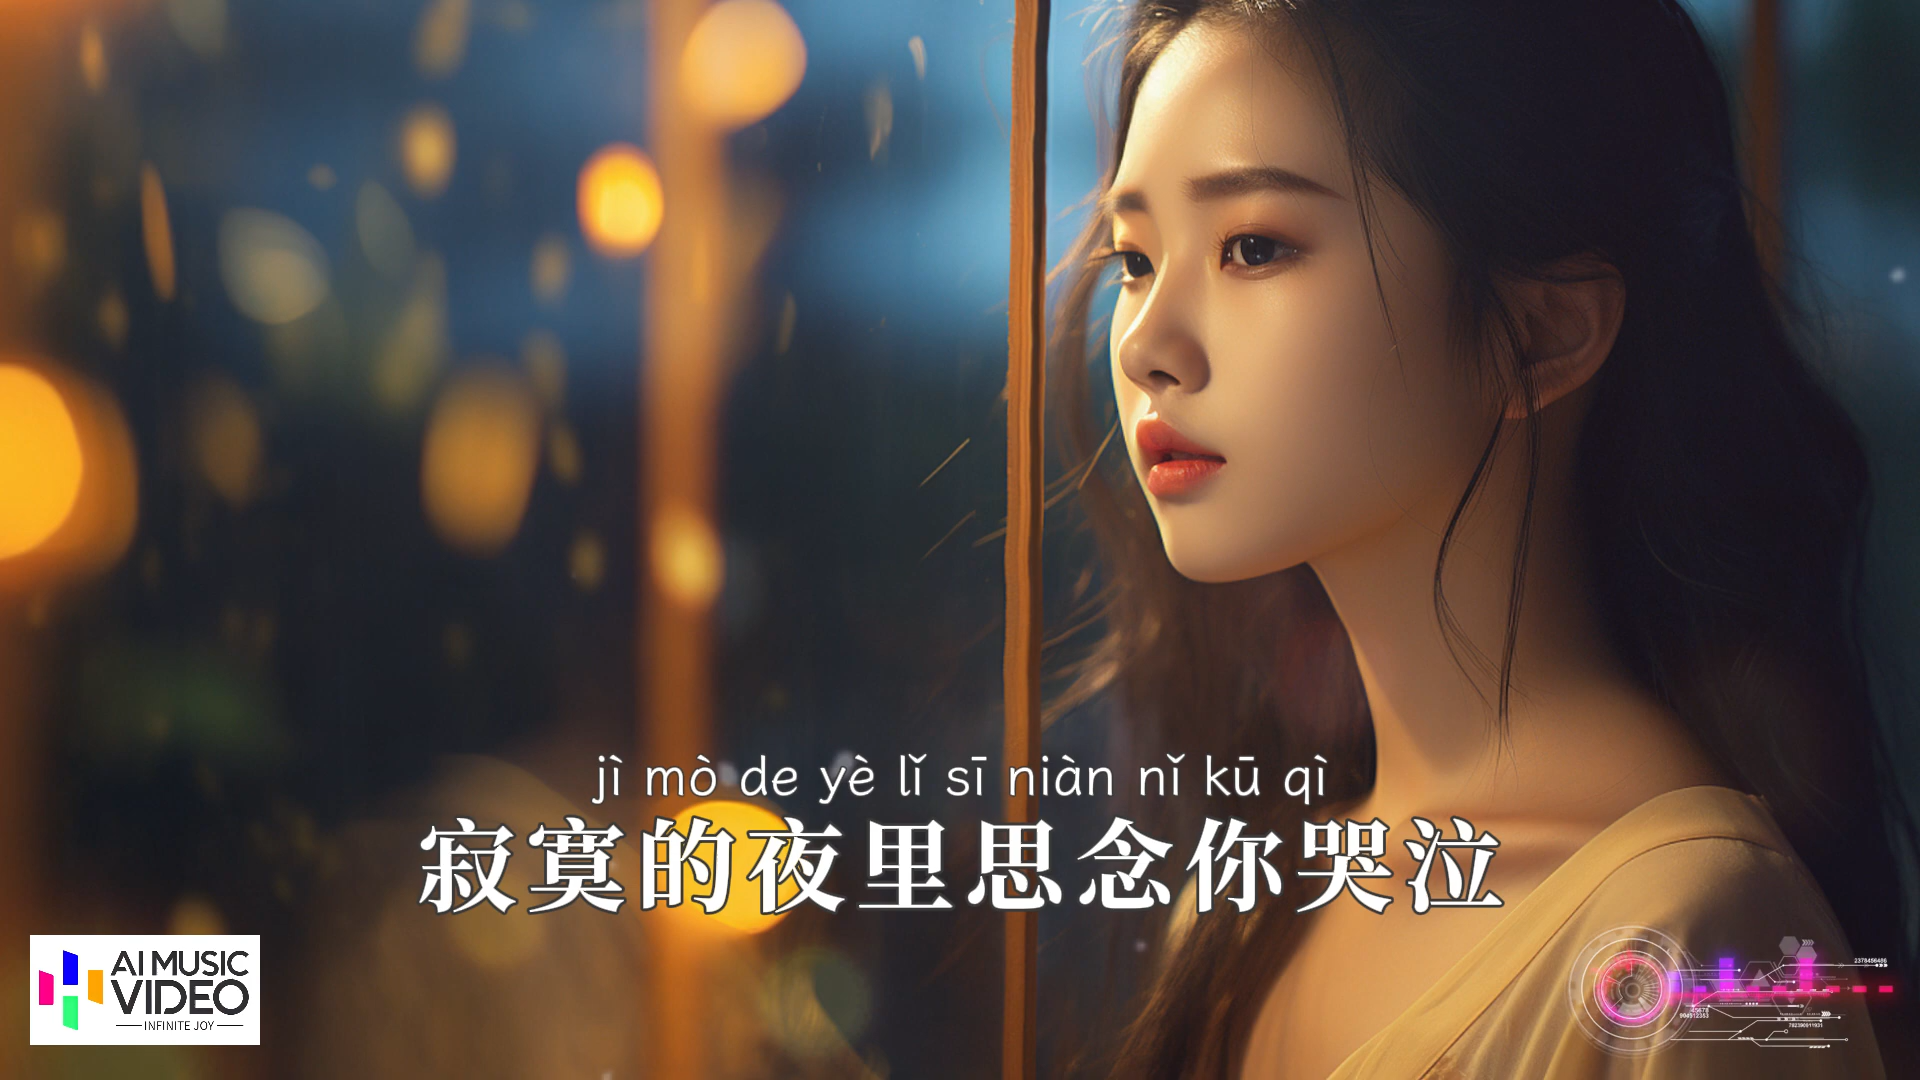 jì mò de yè lǐ sī niàn nǐ kū qì
寂寞的夜里思念你哭泣
AI MUSIC
VIDEO
INFINITE JOY
2378498486